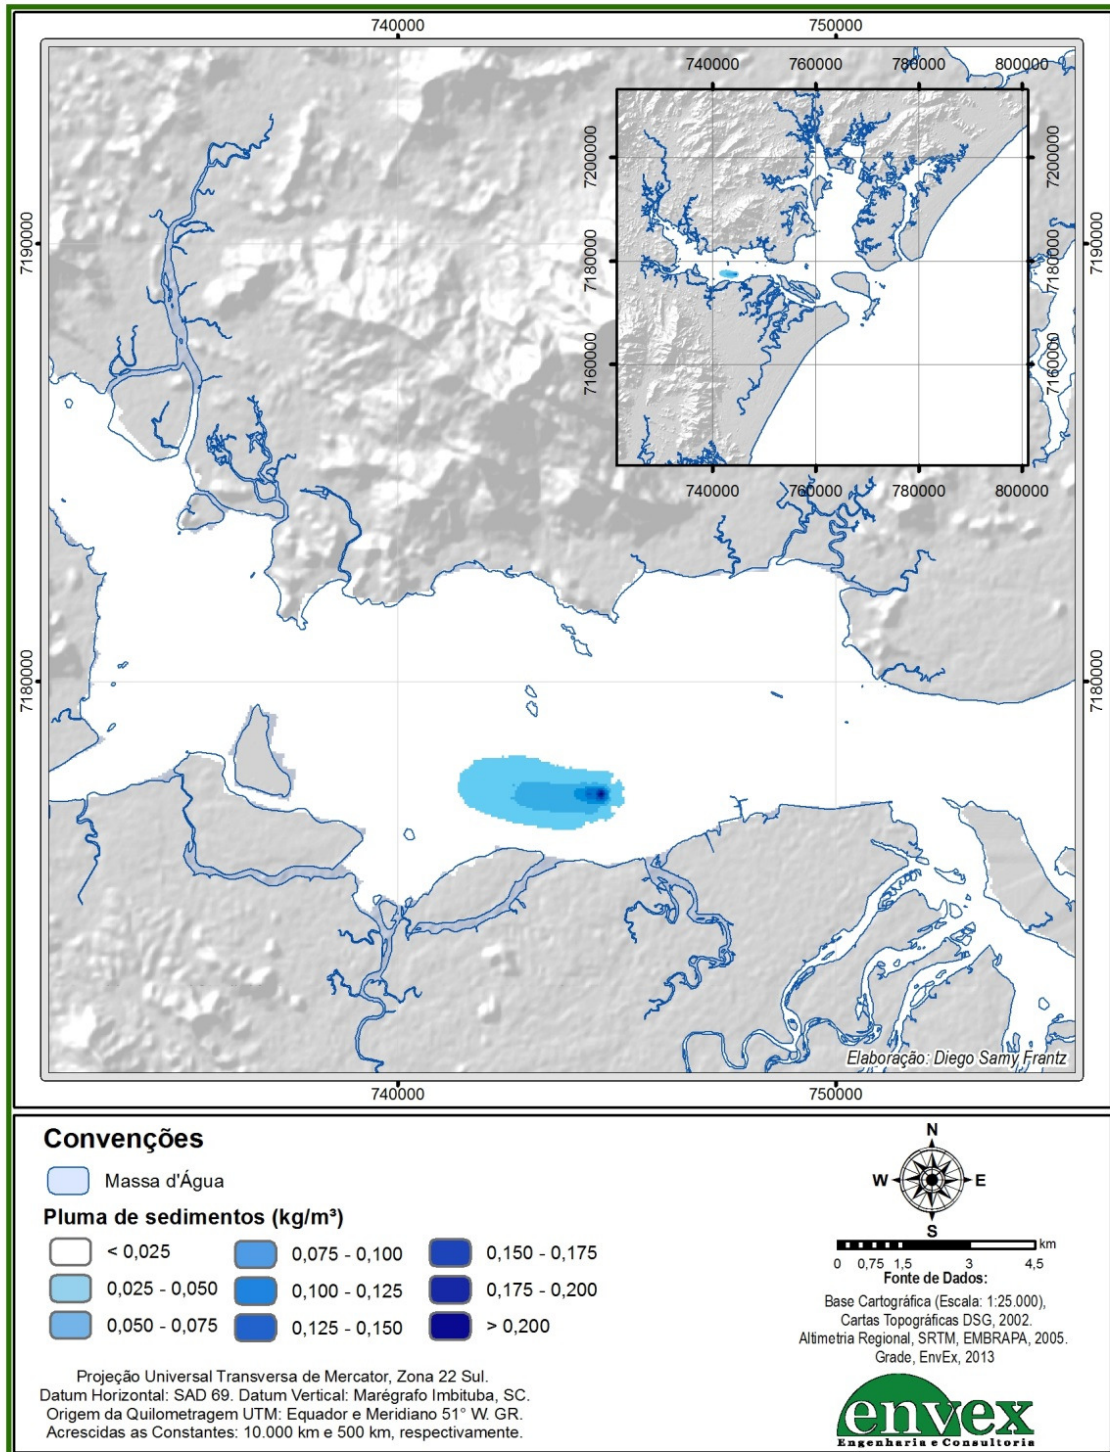 740000
750000
740000
760000
780000
800000
7200000
7200000
7190000
7190000
7180000
7180000
7160000
7160000
740000
760000
780000
800000
7180000
7180000
Elaboração: Diego Samy Frantz
740000
750000
Convenções
Massa d'Água
Pluma de sedimentos (kg/m³)
< 0,025
0,025 - 0,050
0,050 - 0,075
0,075 - 0,100
0,100 - 0,125
0,125 - 0,150
0,150 - 0,175
0,175 - 0,200
> 0,200
Projeção Universal Transversa de Mercator, Zona 22 Sul.
Datum Horizontal: SAD 69. Datum Vertical: Marégrafo Imbituba, SC.
Origem da Quilometragem UTM: Equador e Meridiano 51° W. GR.
Acrescidas as Constantes: 10.000 km e 500 km, respectivamente.
N
W
E
S
km
0 0,75 1,5 3 4,5
Fonte de Dados:
Base Cartográfica (Escala: 1:25.000),
Cartas Topográficas DSG, 2002.
Altimetria Regional, SRTM, EMBRAPA, 2005.
Grade, EnvEx, 2013
envex
Engenharia e Consultoria